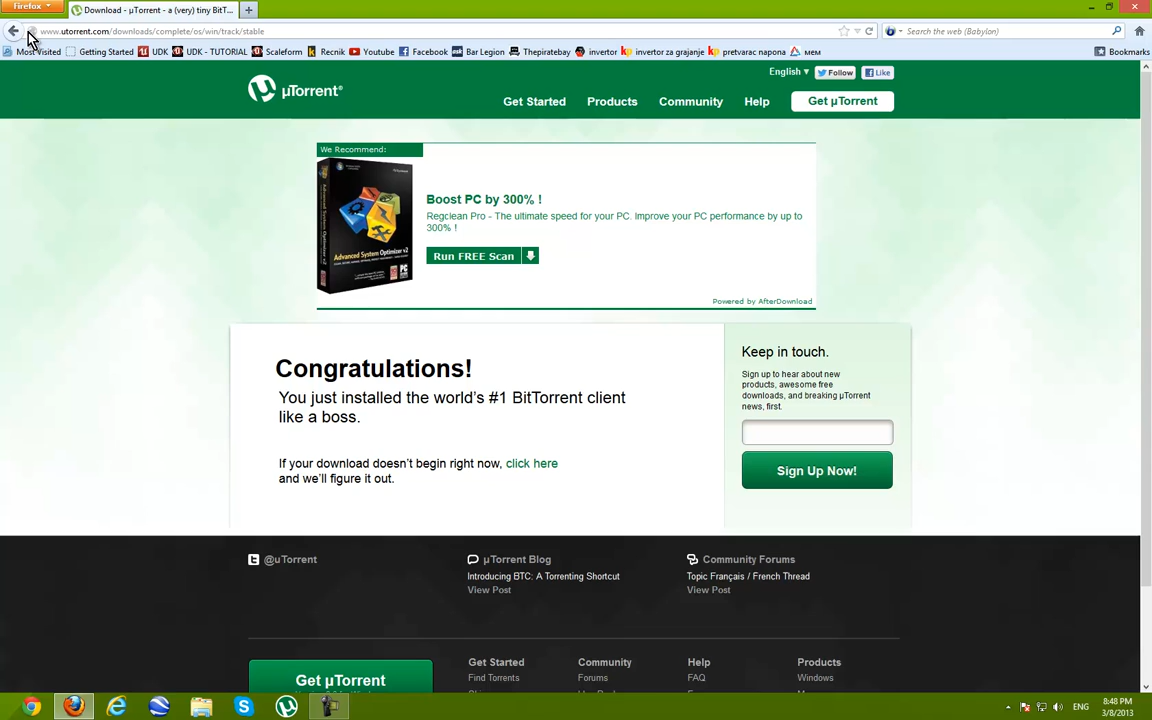 Firefox
Download - µTorrent - a (very) tiny BitT...
www.utorrent.com/downloads/complete/os/win/track/stable
Search the web (Babylon)
Most Visited
Getting Started
UDK
UDK - TUTORIAL
Scaleform
Recnik
Youtube
Facebook
Bar Legion
Thepiratebay
invertor
invertor za grajanje
pretvarac napona
мем
Bookmarks
µTorrent®
English
Follow
Like
Get Started
Products
Community
Help
Get µTorrent
We Recommend:
Advanced System Optimizer v2
Boost PC by 300% !
Regclean Pro - The ultimate speed for your PC. Improve your PC performance by up to
300% !
Run FREE Scan
Powered by AfterDownload
Congratulations!
You just installed the world's #1 BitTorrent client
like a boss.
If your download doesn't begin right now, click here
and we'll figure it out.
Keep in touch.
Sign up to hear about new
products, awesome free
downloads, and breaking µTorrent
news, first.
Sign Up Now!
@uTorrent
µTorrent Blog
Introducing BTC: A Torrenting Shortcut
View Post
Community Forums
Topic Français / French Thread
View Post
Get µTorrent
Get Started
Find Torrents
Community
Forums
Help
FAQ
Products
Windows
ENG
8:48 PM
3/8/2013